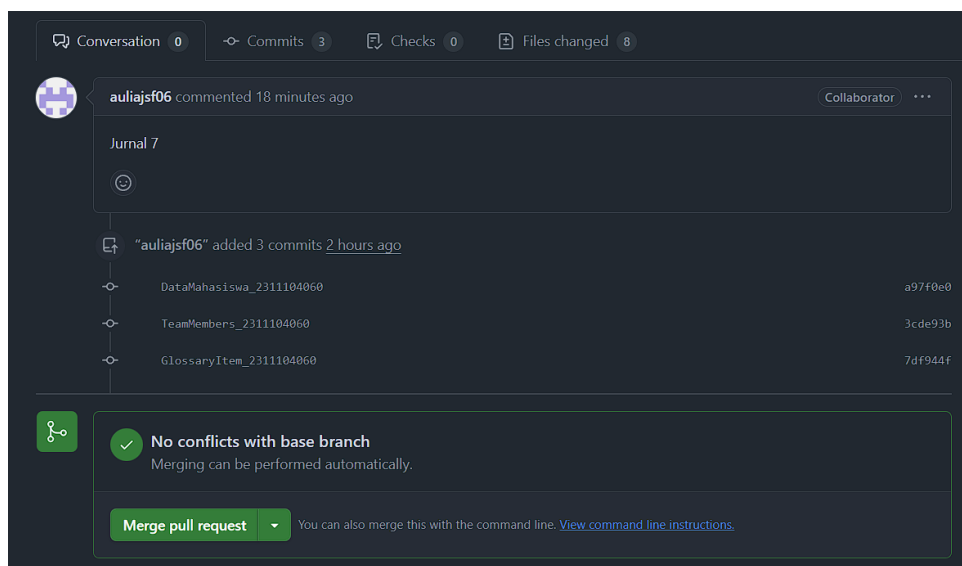 Conversation 0 Commits 3 Checks 0 Files changed 8
auliajsf06 commented 18 minutes ago Collaborator ...
Jurnal 7
“auliajsf06” added 3 commits 2 hours ago
DataMahasiswa_2311104060 a97f0e0
TeamMembers_2311104060 3cde93b
GlossaryItem_2311104060 7df944f
No conflicts with base branch
Merging can be performed automatically.
Merge pull request You can also merge this with the command line. View command line instructions.